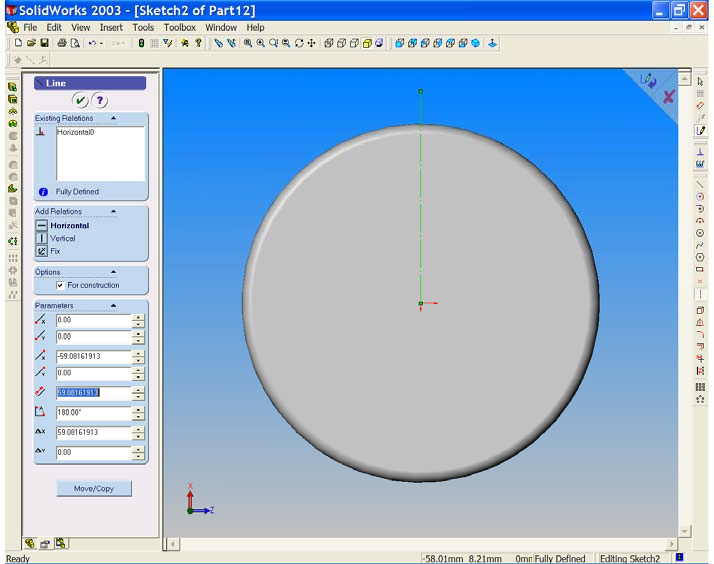 SolidWorks 2003 - [Sketch2 of Part12]
File Edit View Insert Tools Toolbox Window Help
Line
?
Existing Relations
Horizontal0
Fully Defined
Add Relations
Horizontal
Vertical
Fix
Options
For construction
Parameters
0.00
0.00
-59.08161913
0.00
59.08161913
180.00°
ΔX 59.08161913
ΔY 0.00
Move/Copy
X
Z
Ready -58.01mm 8.21mm 0mm Fully Defined Editing Sketch2